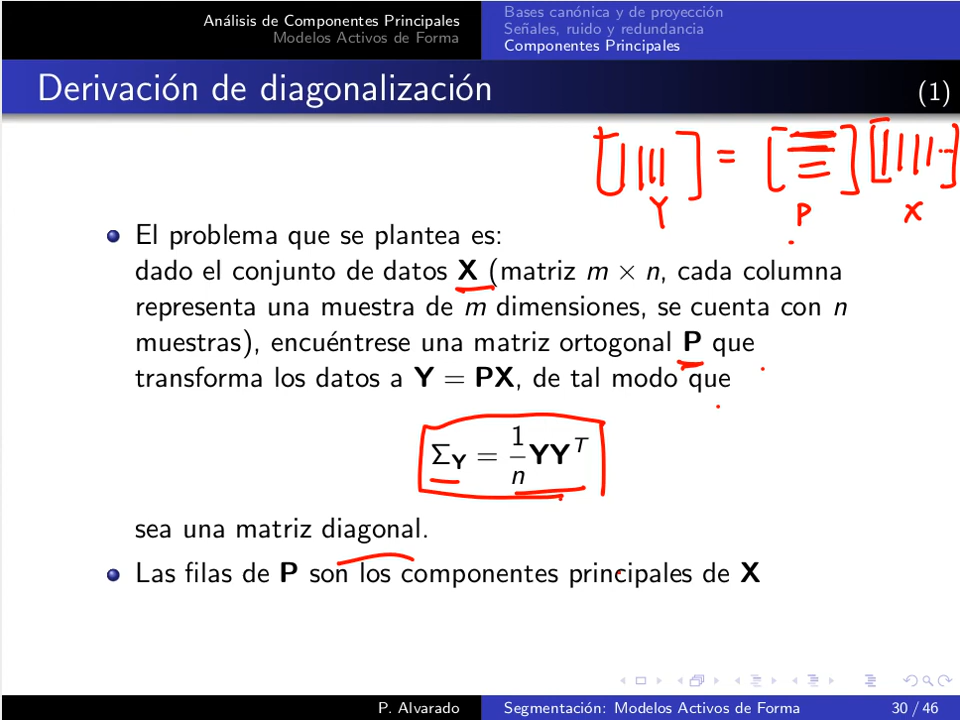 Análisis de Componentes Principales
Modelos Activos de Forma
Bases canónica y de proyección
Señales, ruido y redundancia
Componentes Principales
Derivación de diagonalización (1)
[ ] = [ ] [ ]
Y P X
El problema que se plantea es:
dado el conjunto de datos X (matriz m × n, cada columna
representa una muestra de m dimensiones, se cuenta con n
muestras), encuéntrese una matriz ortogonal P que
transforma los datos a Y = PX, de tal modo que
Σ_Y = 1/n YY^T
sea una matriz diagonal.
Las filas de P son los componentes principales de X
P. Alvarado
Segmentación: Modelos Activos de Forma
30 / 46